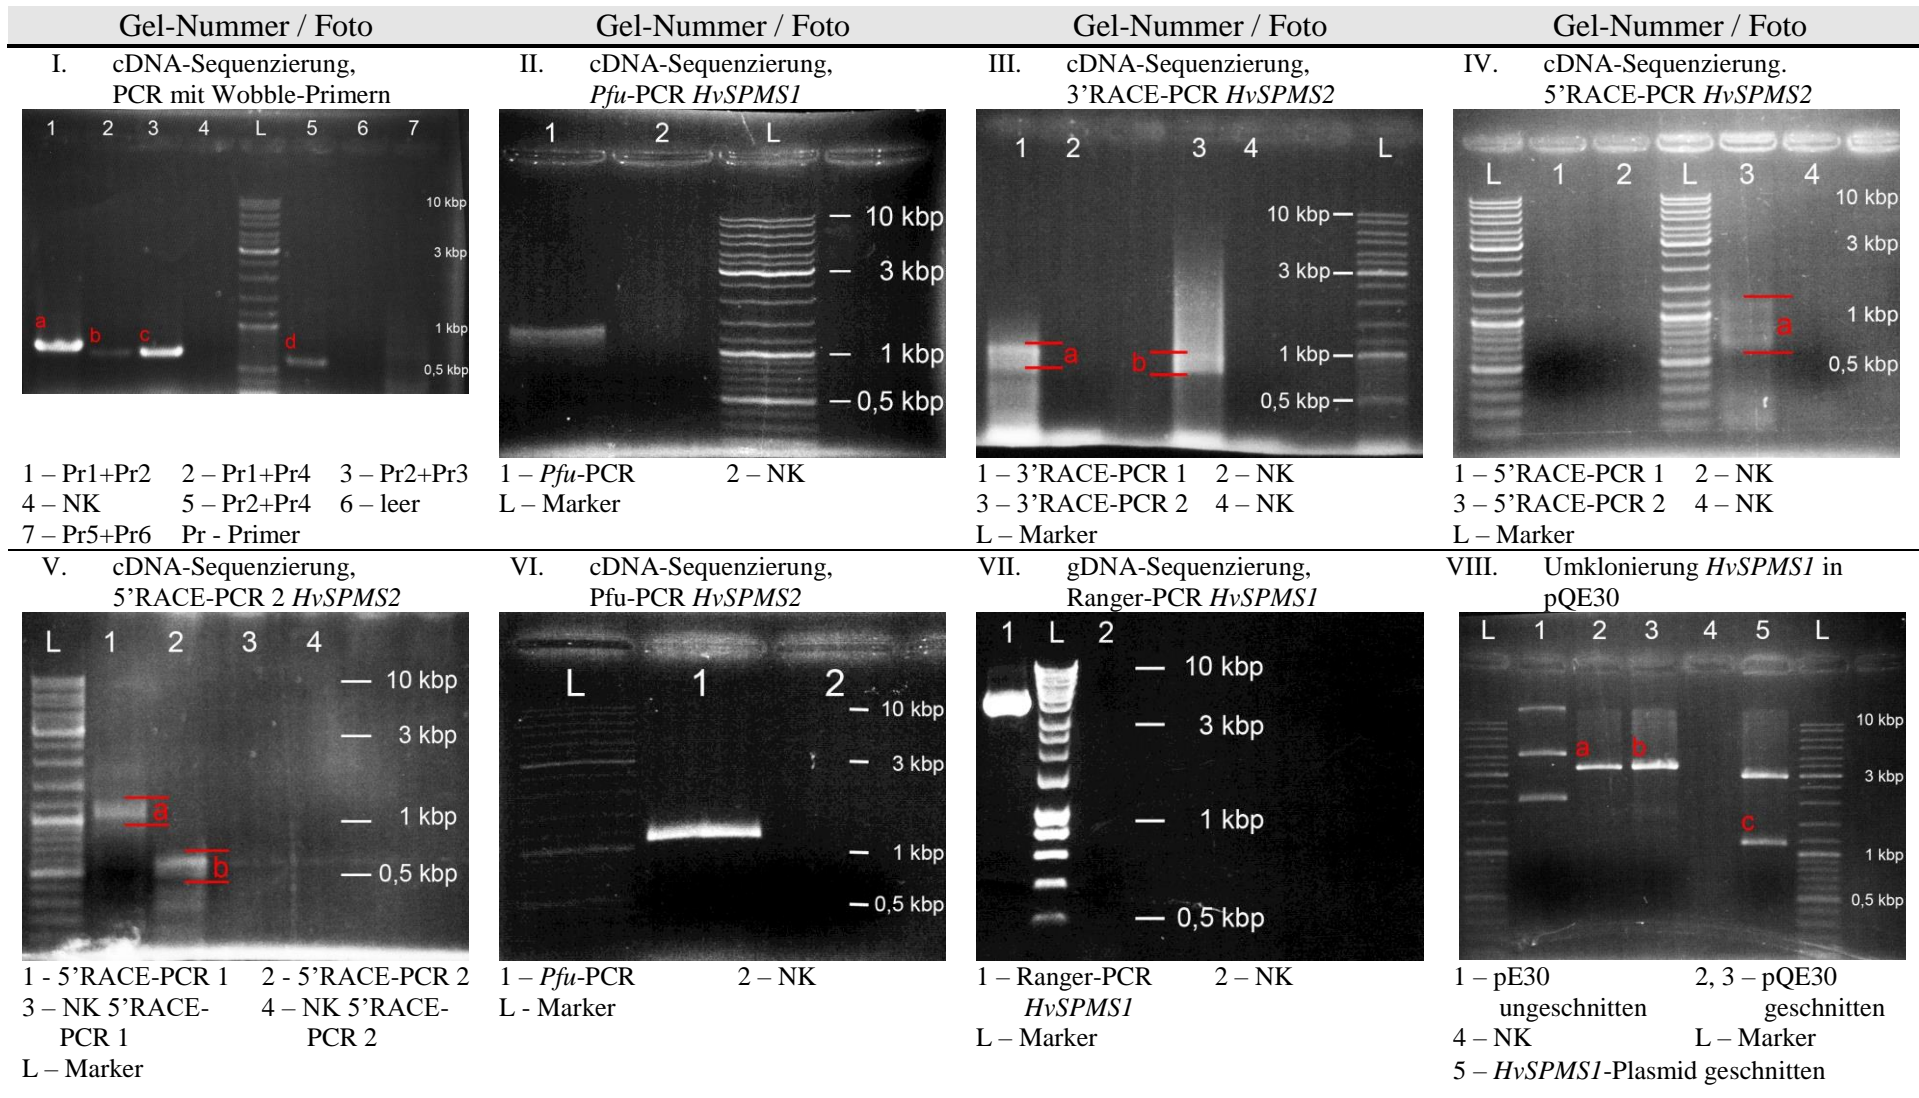 Gel-Nummer / Foto Gel-Nummer / Foto Gel-Nummer / Foto Gel-Nummer / Foto
I. cDNA-Sequenzierung,
PCR mit Wobble-Primern
1 2 3 4 L 5 6 7
10 kbp
3 kbp
1 kbp
0,5 kbp
a
b
c
d
1 – Pr1+Pr2 2 – Pr1+Pr4 3 – Pr2+Pr3
4 – NK 5 – Pr2+Pr4 6 – leer
7 – Pr5+Pr6 Pr - Primer
II. cDNA-Sequenzierung,
Pfu-PCR HvSPMS1
1 2 L
10 kbp
3 kbp
1 kbp
0,5 kbp
1 – Pfu-PCR 2 – NK
L – Marker
III. cDNA-Sequenzierung,
3’RACE-PCR HvSPMS2
1 2 3 4 L
10 kbp
3 kbp
1 kbp
0,5 kbp
a
b
1 – 3’RACE-PCR 1 2 – NK
3 – 3’RACE-PCR 2 4 – NK
L – Marker
IV. cDNA-Sequenzierung.
5’RACE-PCR HvSPMS2
L 1 2 L 3 4
10 kbp
3 kbp
1 kbp
0,5 kbp
a
1 – 5’RACE-PCR 1 2 – NK
3 – 5’RACE-PCR 2 4 – NK
L – Marker
V. cDNA-Sequenzierung,
5’RACE-PCR 2 HvSPMS2
L 1 2 3 4
10 kbp
3 kbp
1 kbp
0,5 kbp
a
b
1 - 5’RACE-PCR 1 2 - 5’RACE-PCR 2
3 – NK 5’RACE- 4 – NK 5’RACE-
PCR 1 PCR 2
L – Marker
VI. cDNA-Sequenzierung,
Pfu-PCR HvSPMS2
L 1 2
10 kbp
3 kbp
1 kbp
0,5 kbp
1 – Pfu-PCR 2 – NK
L - Marker
VII. gDNA-Sequenzierung,
Ranger-PCR HvSPMS1
1 L 2
10 kbp
3 kbp
1 kbp
0,5 kbp
1 – Ranger-PCR 2 – NK
HvSPMS1
L – Marker
VIII. Umklonierung HvSPMS1 in
pQE30
L 1 2 3 4 5 L
10 kbp
3 kbp
1 kbp
0,5 kbp
a
b
c
1 – pE30 2, 3 – pQE30
ungeschnitten geschnitten
4 – NK L – Marker
5 – HvSPMS1-Plasmid geschnitten